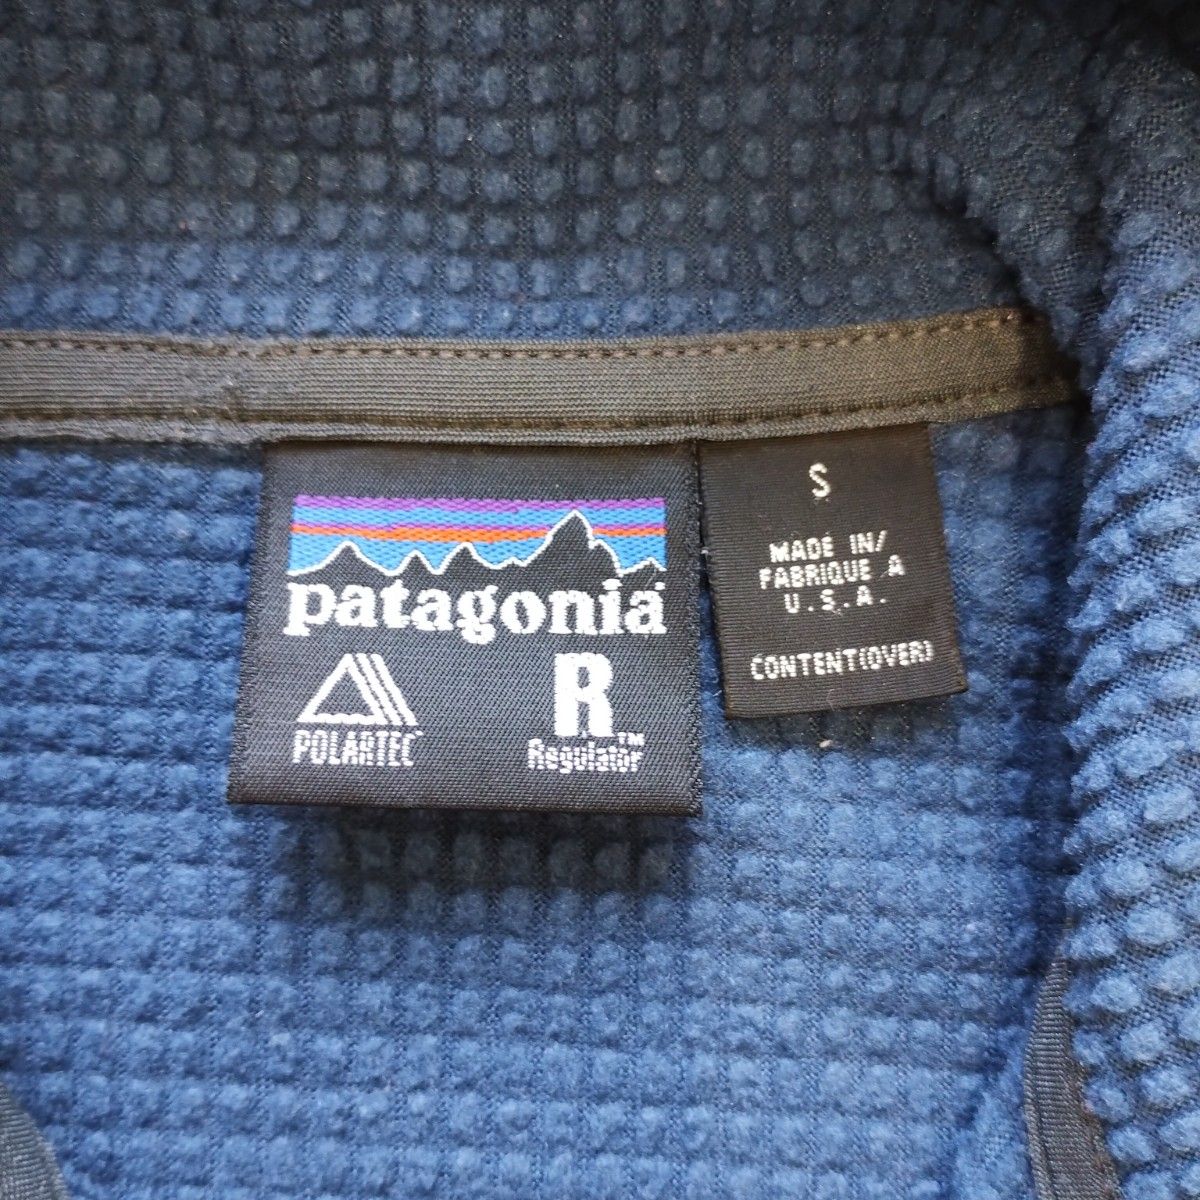 patagonia
POLARTEC
R
Regulator™
S
MADE IN/
FABRIQUE A
U.S.A.
CONTENT(OVER)